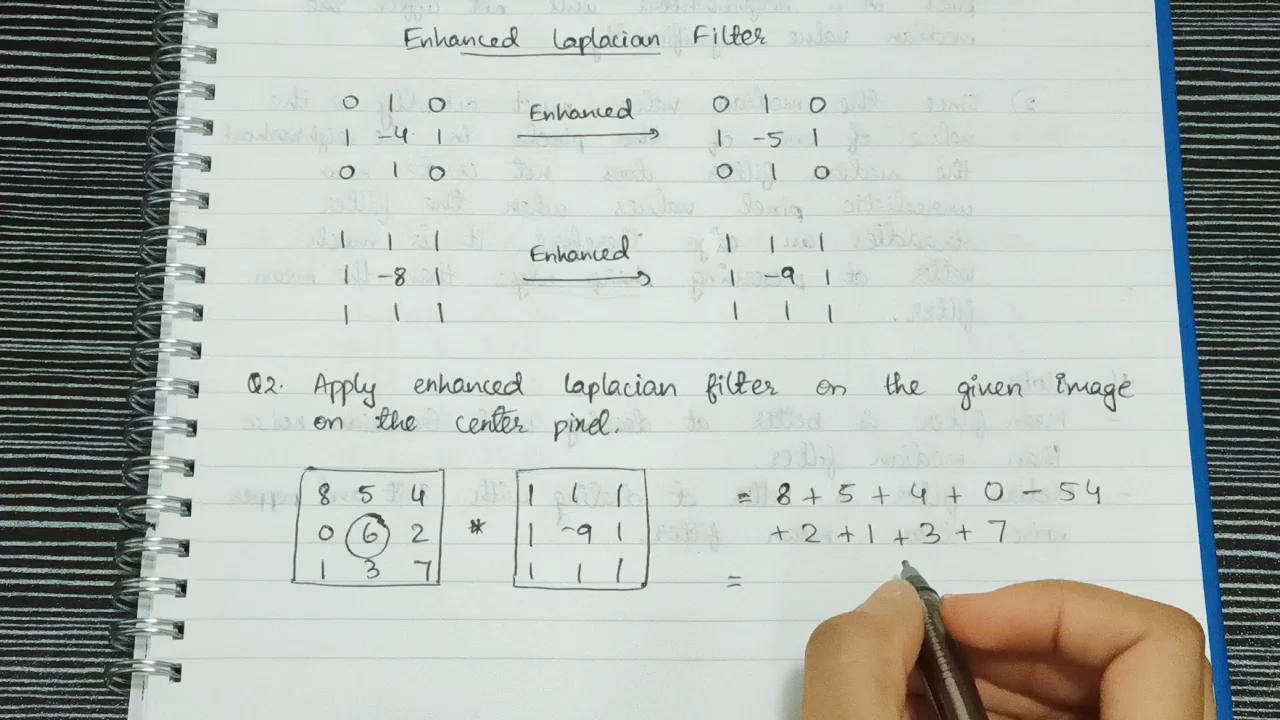 Enhanced Laplacian Filter
0 1 0 Enhanced 0 1 0
1 -4 1 1 -5 1
0 1 0 0 1 0
1 1 1 Enhanced 1 1 1
1 -8 1 1 -9 1
1 1 1 1 1 1
Q2. Apply enhanced laplacian filter on the given image
on the center pixel.
8 5 4 1 1 1 = 8 + 5 + 4 + 0 - 54
0 6 2 * 1 -9 1 + 2 + 1 + 3 + 7
1 3 7 1 1 1 =